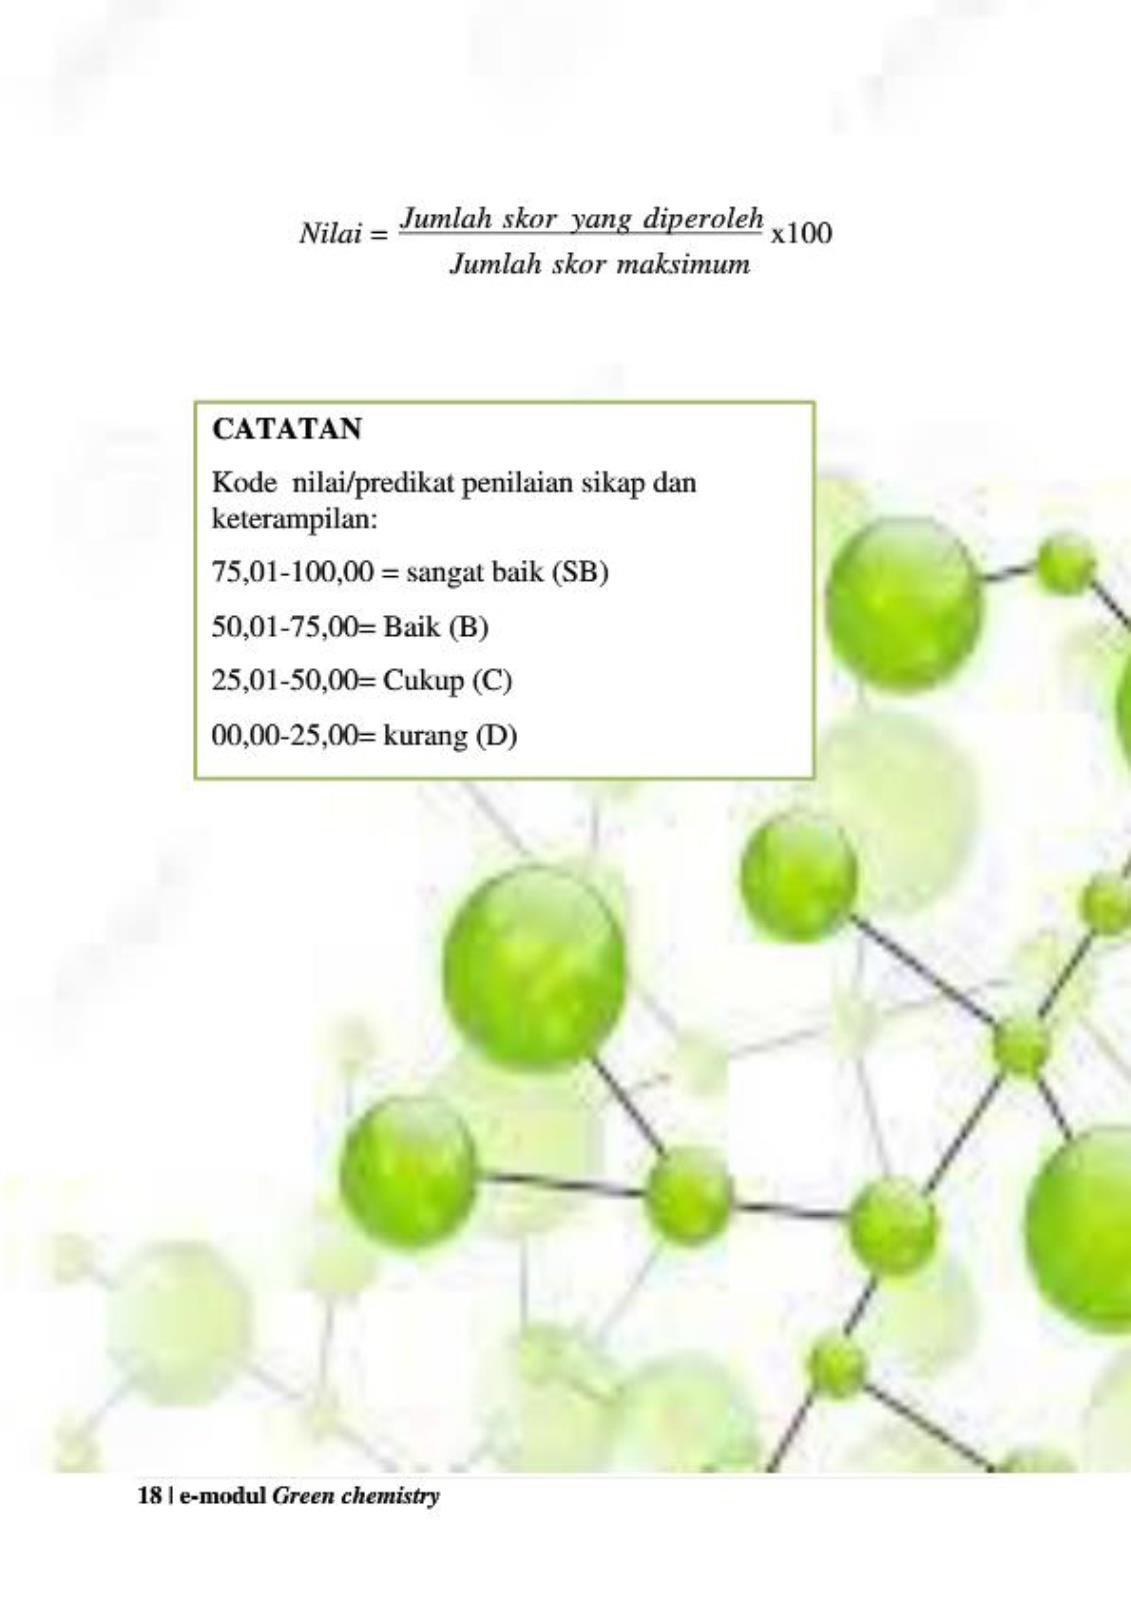 Nilai = Jumlah skor yang diperoleh x100
Jumlah skor maksimum
CATATAN
Kode nilai/predikat penilaian sikap dan
keterampilan:
75,01-100,00 = sangat baik (SB)
50,01-75,00= Baik (B)
25,01-50,00= Cukup (C)
00,00-25,00= kurang (D)
18 | e-modul Green chemistry